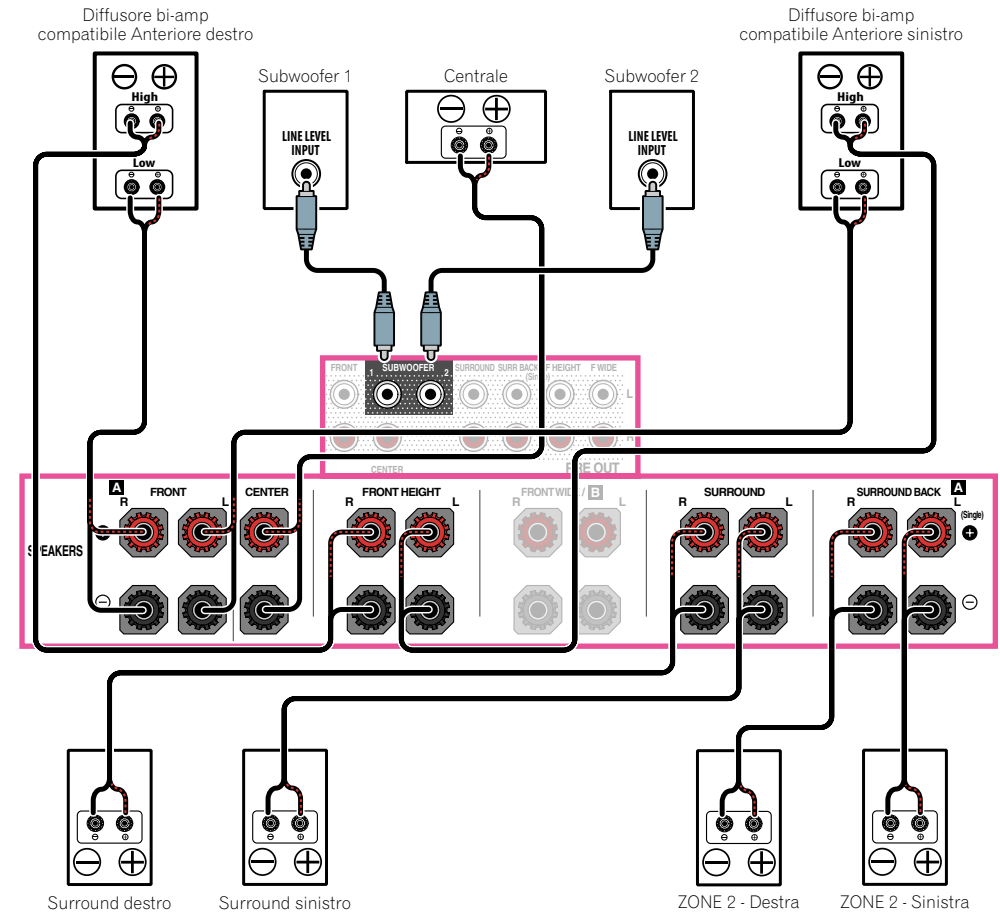 Diffusore bi-amp
compatibile Anteriore destro
Diffusore bi-amp
compatibile Anteriore sinistro
Subwoofer 1
Centrale
Subwoofer 2
High
Low
LINE LEVEL
INPUT
LINE LEVEL
INPUT
High
Low
FRONT
1 SUBWOOFER 2
SURROUND
SURR BACK
(Single)
F HEIGHT
F WIDE
L
R
CENTER
PRE OUT
A
FRONT
R
L
CENTER
FRONT HEIGHT
R
L
FRONT WIDE / B
R
L
SURROUND
R
L
SURROUND BACK
A
R
L
(Single)
SPEAKERS
Surround destro
Surround sinistro
ZONE 2 - Destra
ZONE 2 - Sinistra